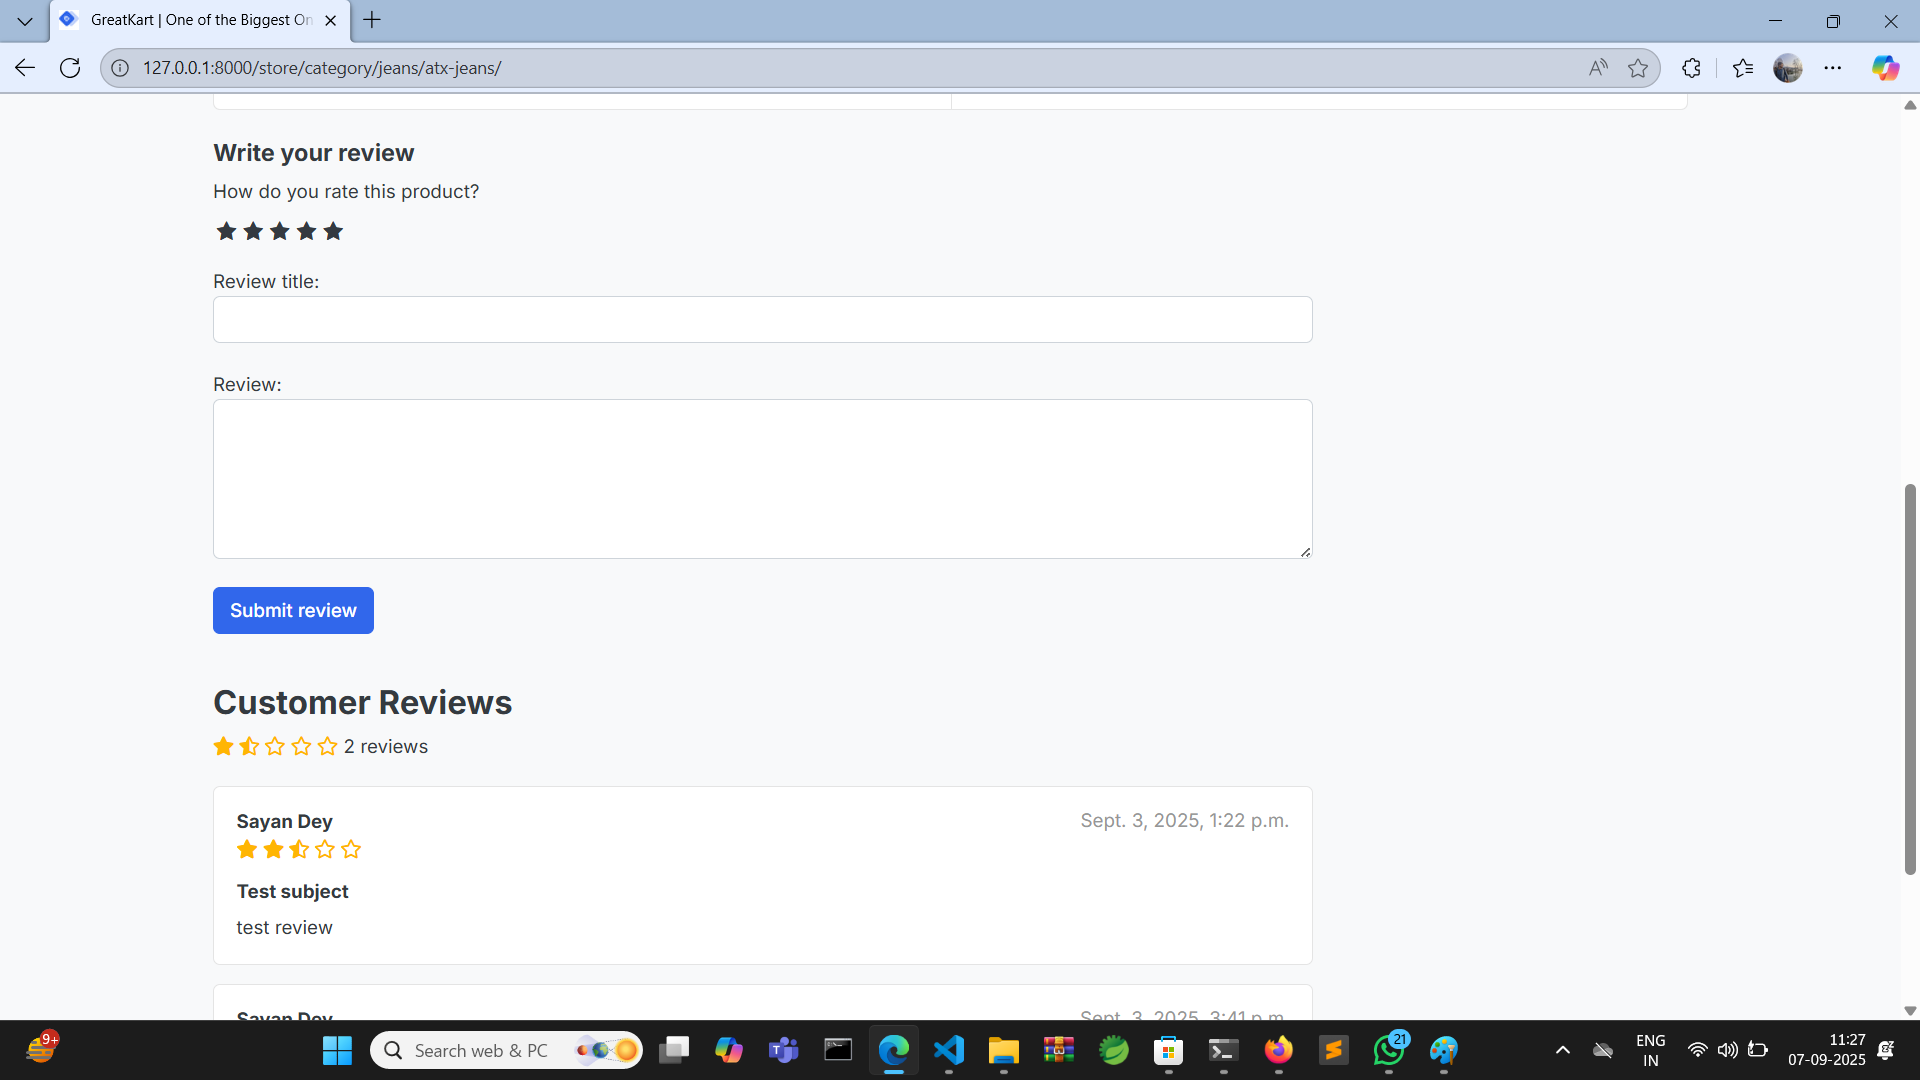 GreatKart | One of the Biggest On
127.0.0.1:8000/store/category/jeans/atx-jeans/
Write your review
How do you rate this product?
Review title:
Review:
Submit review
Customer Reviews
2 reviews
Sayan Dey
Sept. 3, 2025, 1:22 p.m.
Test subject
test review
Sayan Dey
Sept. 3, 2025, 3:41 p.m.
9+
Search web & PC
21
ENG
IN
11:27
07-09-2025